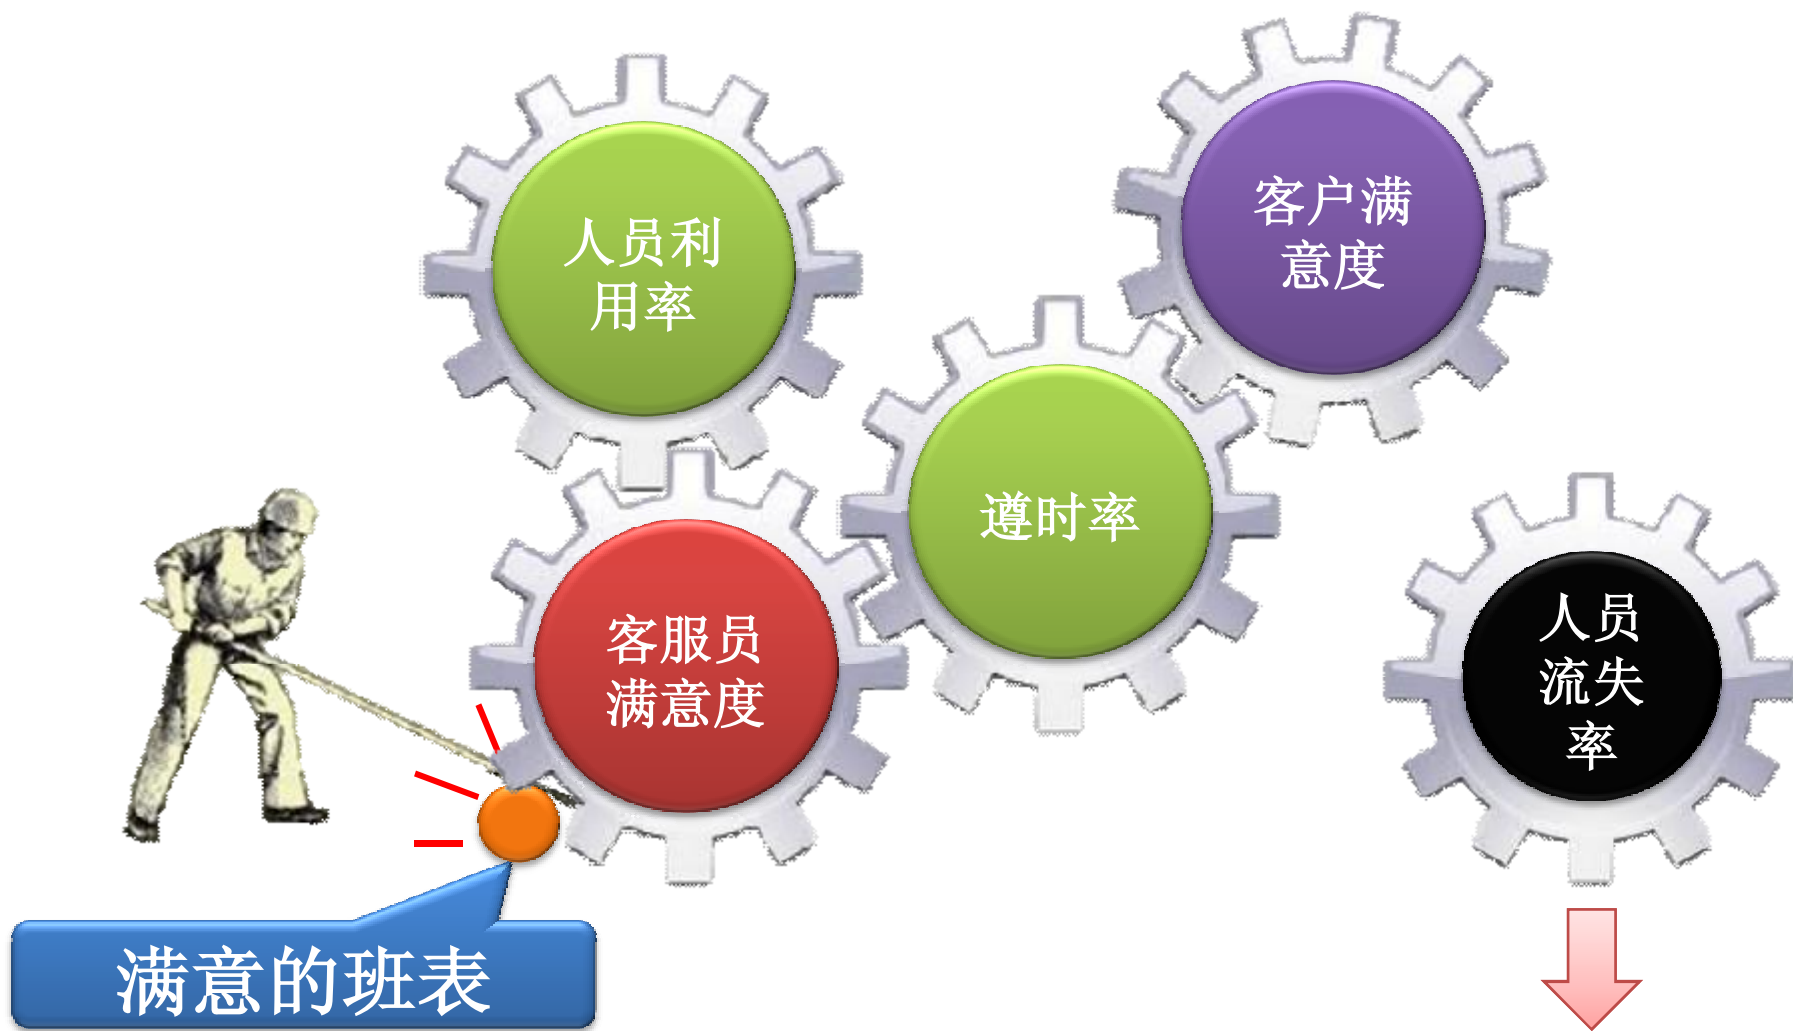 客户满
意度
人员利
用率
遵时率
人员
流失
率
客服员
满意度
满意的班表